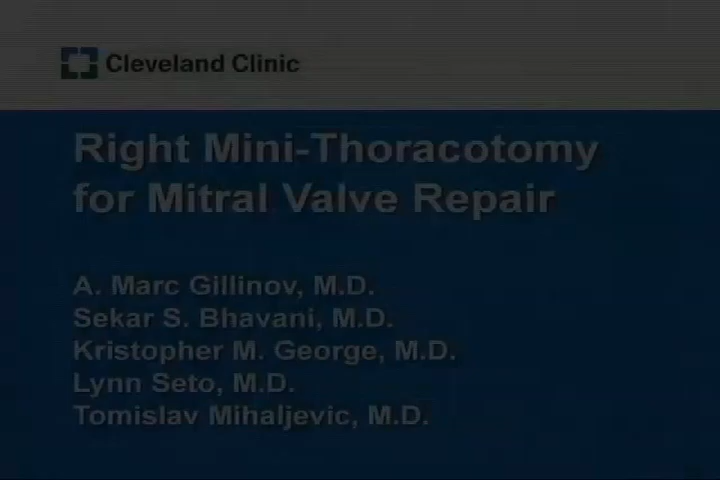 Cleveland Clinic
Right Mini-Thoracotomy
for Mitral Valve Repair
A. Marc Gillinov, M.D.
Sekar S. Bhavani, M.D.
Kristopher M. George, M.D.
Lynn Seto, M.D.
Tomislav Mihaljevic, M.D.